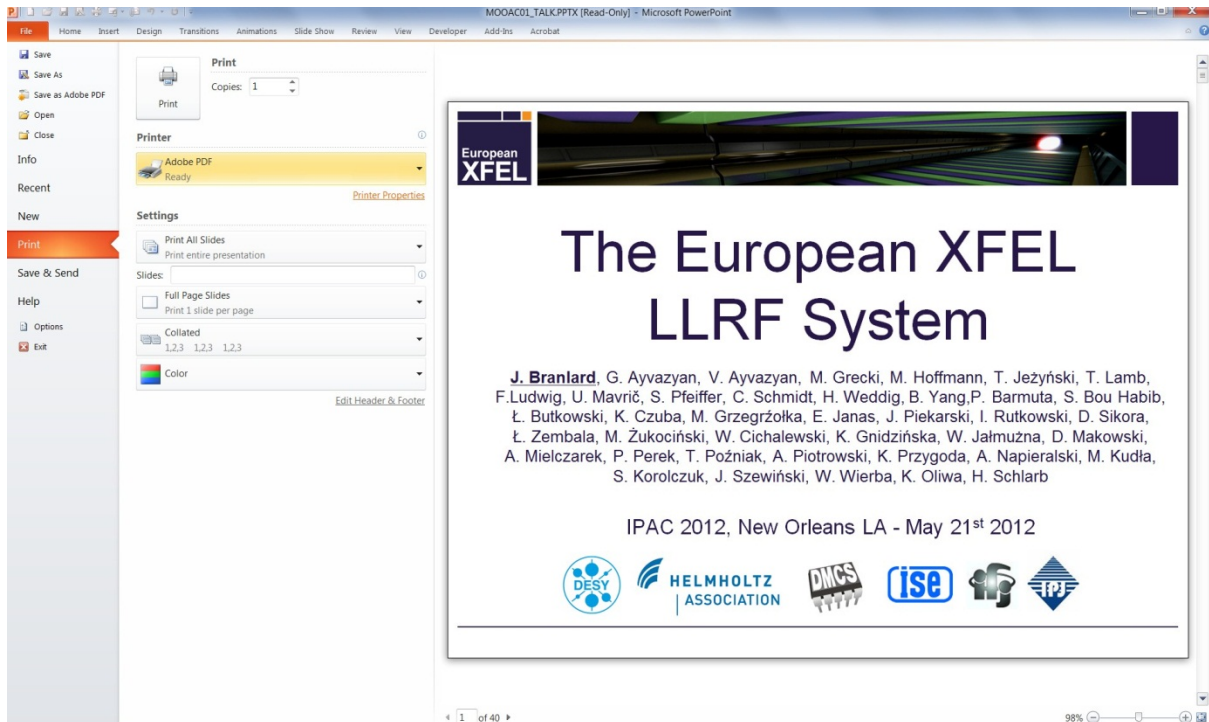 MOOAC01_TALK.PPTX [Read-Only] - Microsoft PowerPoint
File Home Insert Design Transitions Animations Slide Show Review View Developer Add-Ins Acrobat
Save
Save As
Save as Adobe PDF
Open
Close
Info
Recent
New
Print
Save & Send
Help
Options
Exit
Print
Copies: 1
Print
Printer
Adobe PDF
Ready
Printer Properties
Settings
Print All Slides
Print entire presentation
Slides:
Full Page Slides
Print 1 slide per page
Collated
1,2,3 1,2,3 1,2,3
Color
Edit Header & Footer
European
XFEL
The European XFEL
LLRF System
J. Branlard, G. Ayvazyan, V. Ayvazyan, M. Grecki, M. Hoffmann, T. Jeżyński, T. Lamb,
F.Ludwig, U. Mavrič, S. Pfeiffer, C. Schmidt, H. Weddig, B. Yang,P. Barmuta, S. Bou Habib,
Ł. Butkowski, K. Czuba, M. Grzegrźołka, E. Janas, J. Piekarski, I. Rutkowski, D. Sikora,
Ł. Zembala, M. Żukociński, W. Cichalewski, K. Gnidzińska, W. Jałmużna, D. Makowski,
A. Mielczarek, P. Perek, T. Poźniak, A. Piotrowski, K. Przygoda, A. Napieralski, M. Kudła,
S. Korolczuk, J. Szewiński, W. Wierba, K. Oliwa, H. Schlarb
IPAC 2012, New Orleans LA - May 21st 2012
DESY
HELMHOLTZ
ASSOCIATION
DMCS
ise
ifj
IPJ
1 of 40
98%